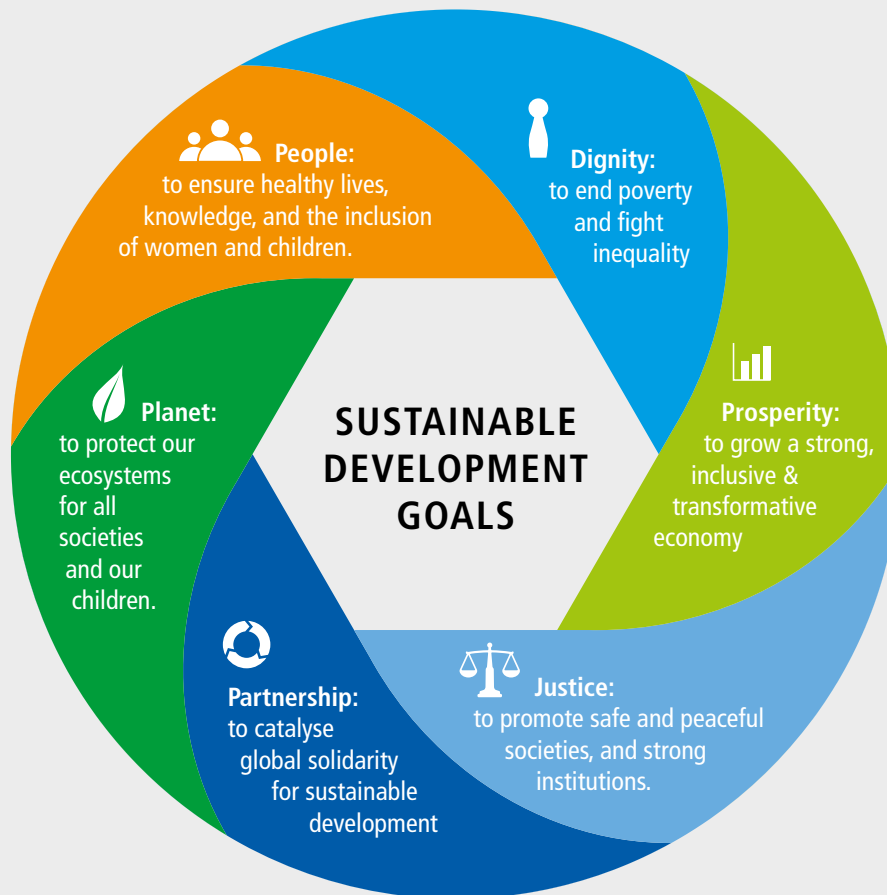 People:
to ensure healthy lives,
knowledge, and the inclusion
of women and children.
Dignity:
to end poverty
and fight
inequality
Prosperity:
to grow a strong,
inclusive &
transformative
economy
Justice:
to promote safe and peaceful
societies, and strong
institutions.
Partnership:
to catalyse
global solidarity
for sustainable
development
Planet:
to protect our
ecosystems
for all
societies
and our
children.
SUSTAINABLE
DEVELOPMENT
GOALS